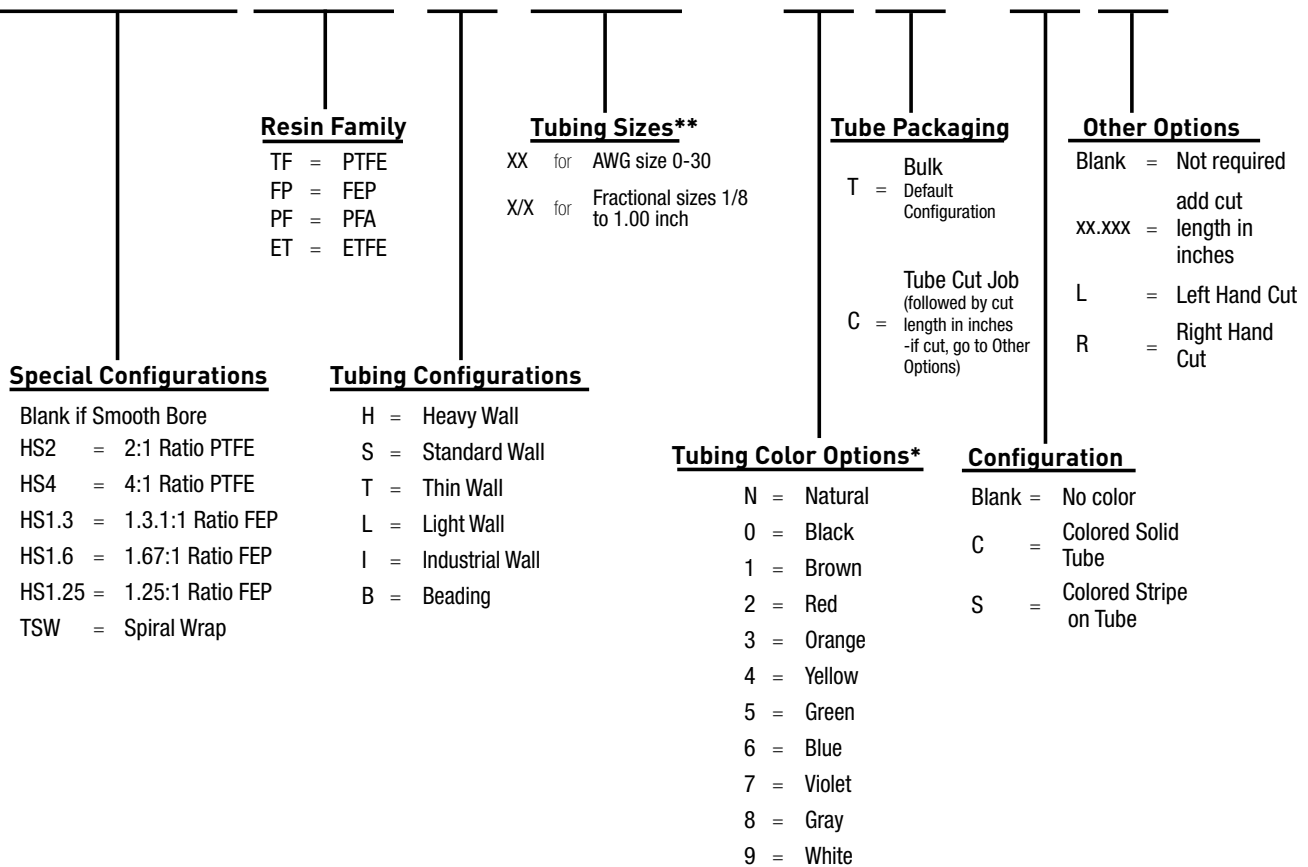 Resin Family
TF = PTFE
FP = FEP
PF = PFA
ET = ETFE
Tubing Sizes**
XX for AWG size 0-30
X/X for Fractional sizes 1/8
to 1.00 inch
Tube Packaging
T = Bulk
Default
Configuration
C = Tube Cut Job
(followed by cut
length in inches
-if cut, go to Other
Options)
Other Options
Blank = Not required
xx.xxx = add cut
length in
inches
L = Left Hand Cut
R = Right Hand
Cut
Special Configurations
Blank if Smooth Bore
HS2 = 2:1 Ratio PTFE
HS4 = 4:1 Ratio PTFE
HS1.3 = 1.3.1:1 Ratio FEP
HS1.6 = 1.67:1 Ratio FEP
HS1.25 = 1.25:1 Ratio FEP
TSW = Spiral Wrap
Tubing Configurations
H = Heavy Wall
S = Standard Wall
T = Thin Wall
L = Light Wall
I = Industrial Wall
B = Beading
Tubing Color Options*
N = Natural
0 = Black
1 = Brown
2 = Red
3 = Orange
4 = Yellow
5 = Green
6 = Blue
7 = Violet
8 = Gray
9 = White
Configuration
Blank = No color
C = Colored Solid
Tube
S = Colored Stripe
on Tube